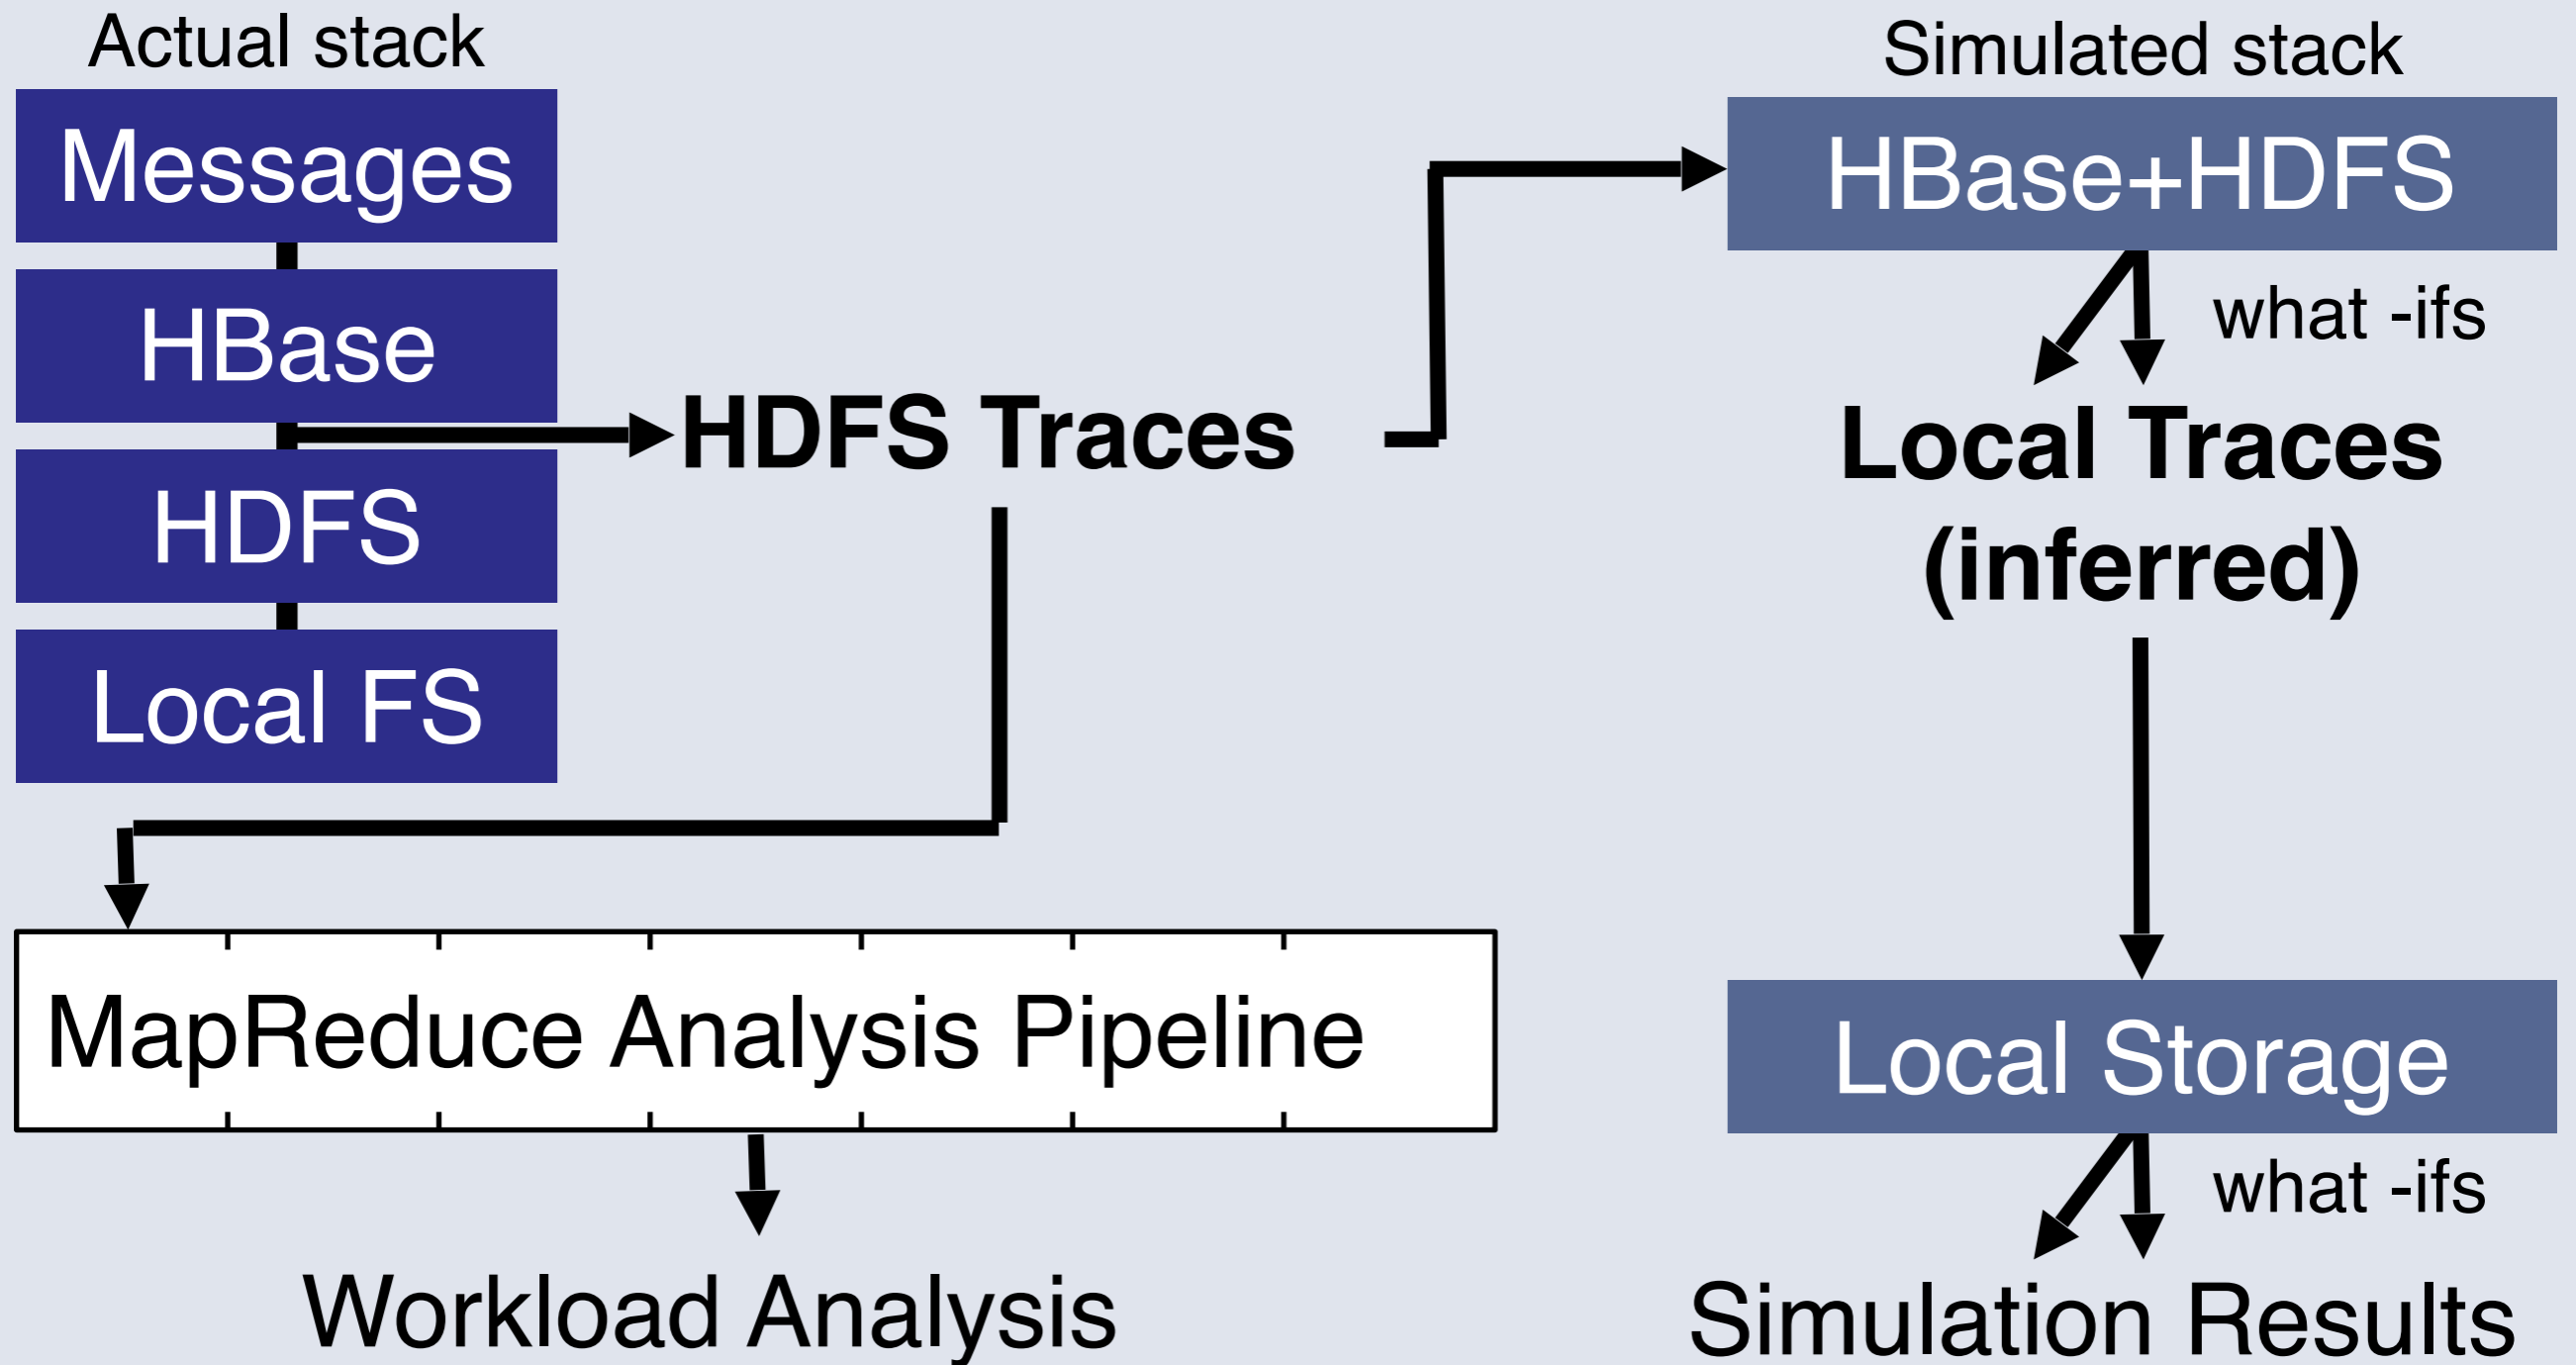 Actual stack
Messages
HBase
HDFS
Local FS
HDFS Traces
MapReduce Analysis Pipeline
Workload Analysis
Simulated stack
HBase+HDFS
what -ifs
Local Traces
(inferred)
Local Storage
what -ifs
Simulation Results